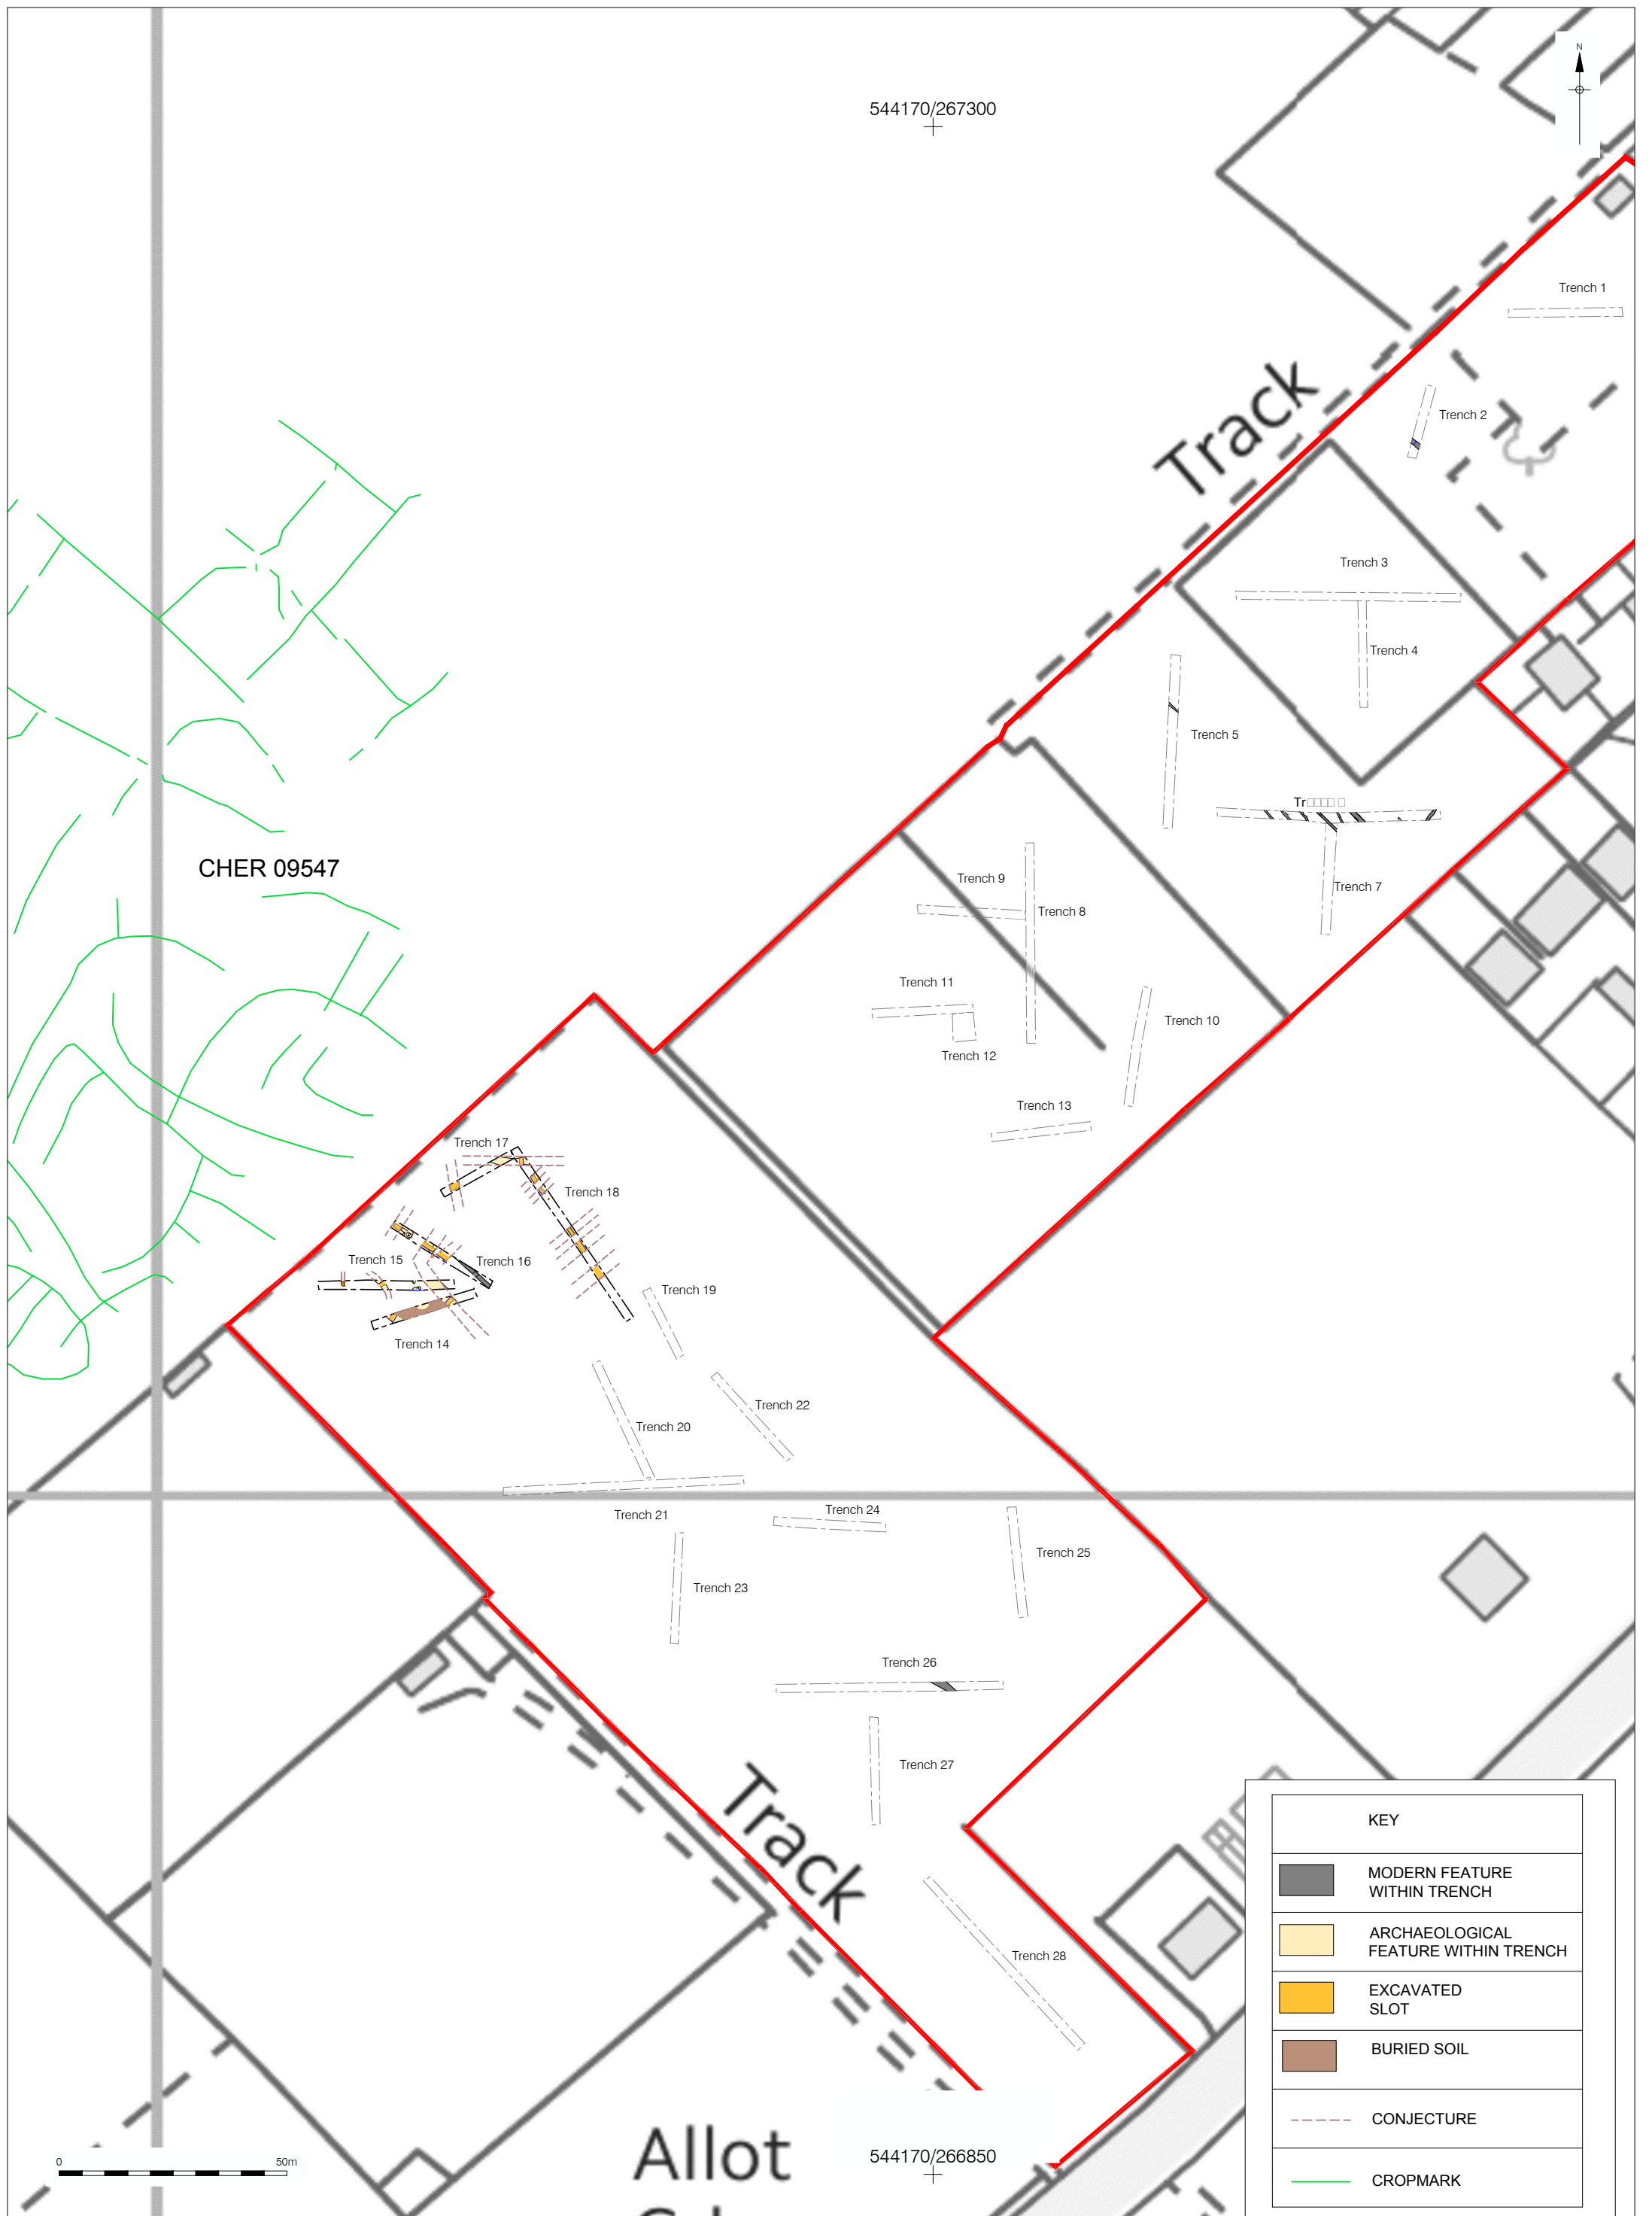 544170/267300
N
Trench 1
Track
Trench 2
Trench 3
Trench 4
Trench 5
Tr
Trench 7
CHER 09547
Trench 9
Trench 8
Trench 11
Trench 10
Trench 12
Trench 13
Trench 17
Trench 18
Trench 15
Trench 16
Trench 19
Trench 14
Trench 22
Trench 20
Trench 21
Trench 24
Trench 25
Trench 23
Trench 26
Trench 27
Track
Trench 28
Allot
544170/266850
0 50m
KEY
MODERN FEATURE
WITHIN TRENCH
ARCHAEOLOGICAL
FEATURE WITHIN TRENCH
EXCAVATED
SLOT
BURIED SOIL
CONJECTURE
CROPMARK